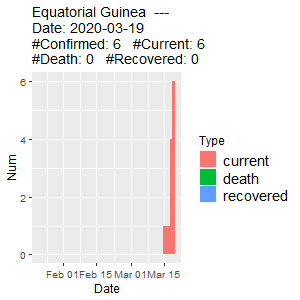 Equatorial Guinea  ---
Date: 2020-03-19
#Confirmed: 6   #Current: 6
#Death: 0   #Recovered: 0
Num
6
4
2
0
Feb 01
Feb 15
Mar 01
Mar 15
Date
Type
current
death
recovered